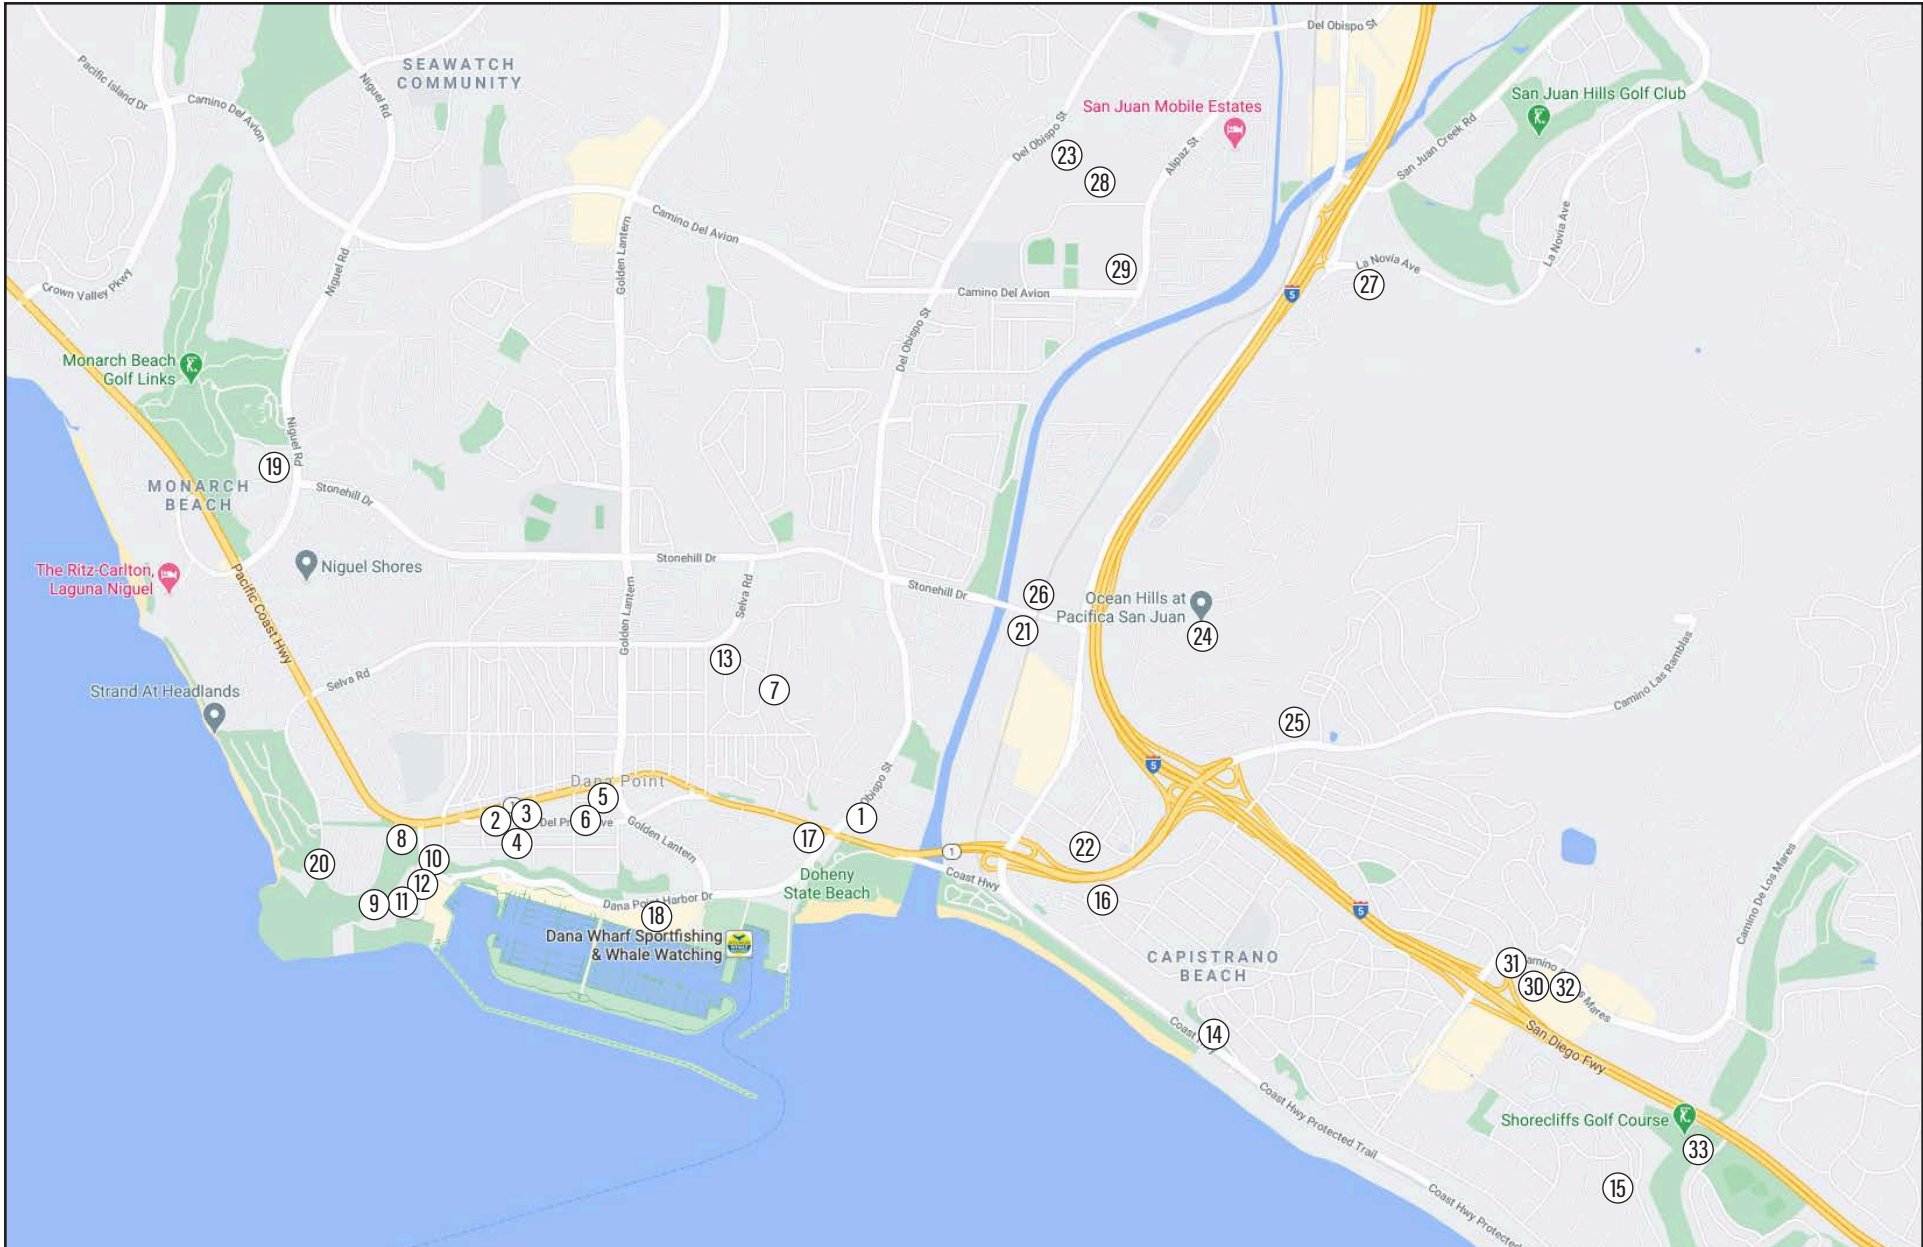 Del Obispo St
SEAWATCH
COMMUNITY
Pacific Island Dr
Niguel Rd
Camino Del Avion
San Juan Mobile Estates
San Juan Hills Golf Club
Del Obispo St
23
28
Alipaz St
San Juan Creek Rd
Camino Del Avion
Golden Lantern
Niguel Rd
Crown Valley Pkwy
29
Camino Del Avion
5
La Novia Ave
27
La Novia Ave
Monarch Beach
Golf Links
Del Obispo St
Niguel Rd
19
MONARCH
BEACH
Stonehill Dr
The Ritz-Carlton,
Laguna Niguel
Niguel Shores
Pacific Coast Hwy
Stonehill Dr
Selva Rd
Golden Lantern
Stonehill Dr
26
21
Ocean Hills at
Pacifica San Juan
24
Selva Rd
Strand At Headlands
13
7
Camino Las Ramblas
25
5
Dana Point
5
6
2
3
4
Del
Golden Lantern
Obispo St
1
17
8
10
12
11
9
20
1
22
16
Coast Hwy
Doheny
State Beach
Dana Point Harbor Dr
18
Dana Wharf Sportfishing
& Whale Watching
5
CAPISTRANO
BEACH
Camino De Los Mares
31
30
32
Mares
San Diego Fwy
Coast
14
Coast Hwy Protected Trail
Shorecliffs Golf Course
33
15
Coast Hwy Protected